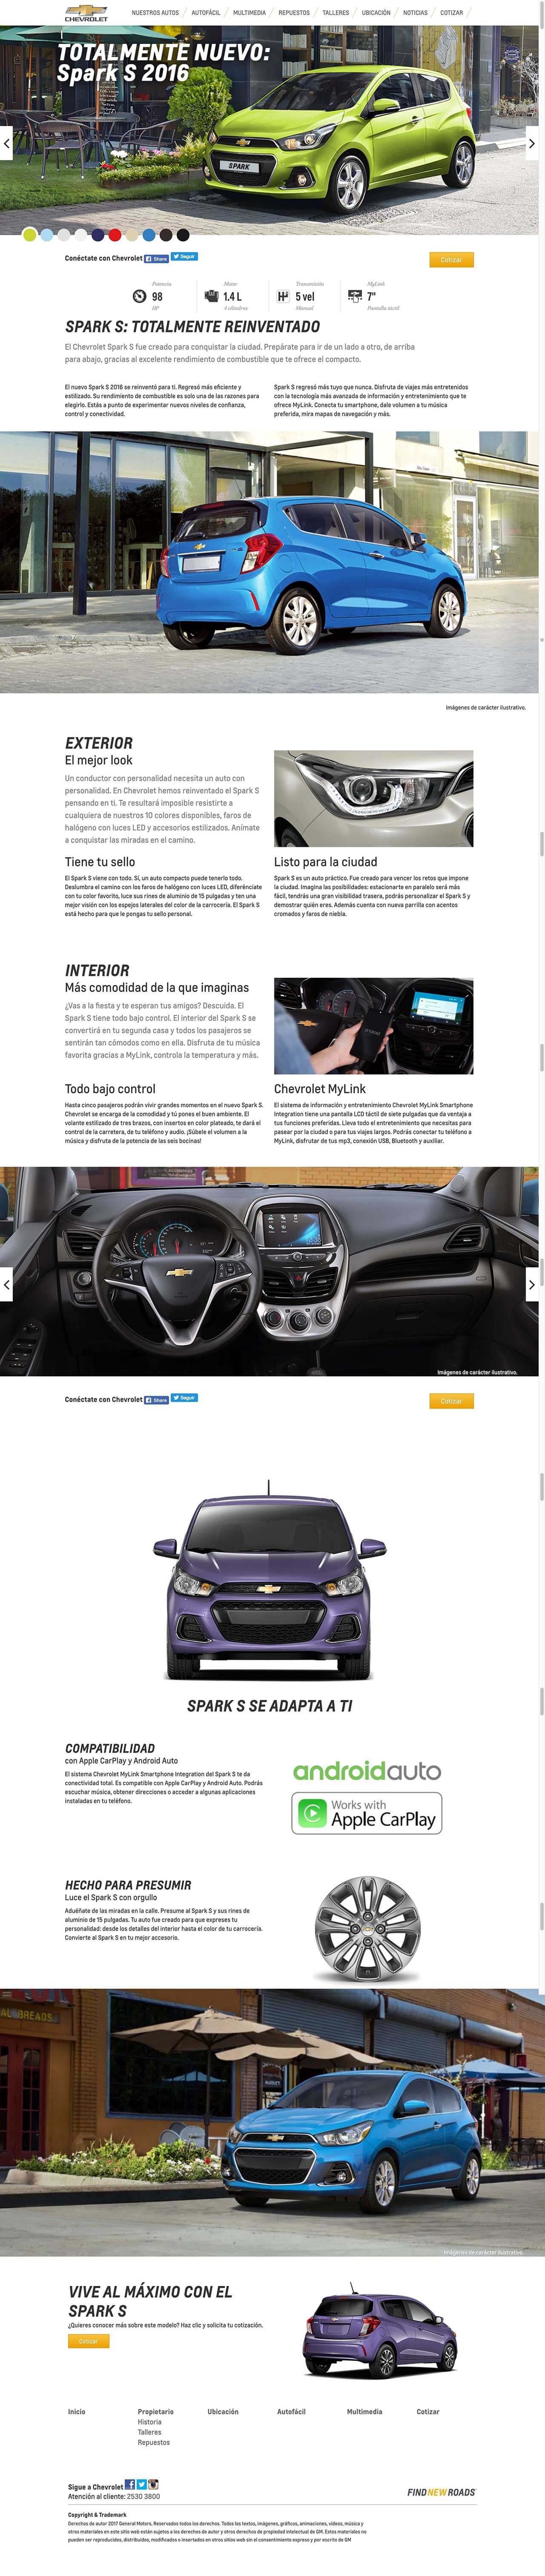 CHEVROLET
NUESTROS AUTOS / AUTOFÁCIL / MULTIMEDIA / REPUESTOS / TALLERES / UBICACIÓN / NOTICIAS / COTIZAR /
TOTALMENTE NUEVO:
Spark S 2016
SPARK
Conéctate con Chevrolet Share Seguir
Cotizar
Potencia
98
HP
Motor
1.4 L
4 cilindros
Transmisión
5 vel
Manual
MyLink
7"
Pantalla táctil
SPARK S: TOTALMENTE REINVENTADO
El Chevrolet Spark S fue creado para conquistar la ciudad. Prepárate para ir de un lado a otro, de arriba
para abajo, gracias al excelente rendimiento de combustible que te ofrece el compacto.
El nuevo Spark S 2016 se reinventó para ti. Regresó más eficiente y
estilizado. Su rendimiento de combustible es solo una de las razones para
elegirlo. Estás a punto de experimentar nuevos niveles de confianza,
control y conectividad.
Spark S regresó más tuyo que nunca. Disfruta de viajes más entretenidos
con la tecnología más avanzada de información y entretenimiento que te
ofrece MyLink. Conecta tu smartphone, dale volumen a tu música
preferida, mira mapas de navegación y más.
Imágenes de carácter ilustrativo.
EXTERIOR
El mejor look
Un conductor con personalidad necesita un auto con
personalidad. En Chevrolet hemos reinventado el Spark S
pensando en ti. Te resultará imposible resistirte a
cualquiera de nuestros 10 colores disponibles, faros de
halógeno con luces LED y accesorios estilizados. Anímate
a conquistar las miradas en el camino.
Tiene tu sello
El Spark S viene con todo. Sí, un auto compacto puede tenerlo todo.
Deslumbra el camino con los faros de halógeno con luces LED, diferénciate
con tu color favorito, luce sus rines de aluminio de 15 pulgadas y ten una
mejor visión con los espejos laterales del color de la carrocería. El Spark S
está hecho para que le pongas tu sello personal.
Listo para la ciudad
Spark S es un auto práctico. Fue creado para vencer los retos que impone
la ciudad. Imagina las posibilidades: estacionarte en paralelo será más
fácil, tendrás una gran visibilidad trasera, podrás personalizar el Spark S y
demostrar quién eres. Además cuenta con nueva parrilla con acentos
cromados y faros de niebla.
INTERIOR
Más comodidad de la que imaginas
¿Vas a la fiesta y te esperan tus amigos? Descuida. El
Spark S tiene todo bajo control. El interior del Spark S se
convertirá en tu segunda casa y todos los pasajeros se
sentirán tan cómodos como en ella. Disfruta de tu música
favorita gracias a MyLink, controla la temperatura y más.
Todo bajo control
Hasta cinco pasajeros podrán vivir grandes momentos en el nuevo Spark S.
Chevrolet se encarga de la comodidad y tú pones el buen ambiente. El
volante estilizado de tres brazos, con insertos en color plateado, te dará el
control de la carretera, de tu teléfono y audio. ¡Súbele el volumen a la
música y disfruta de la potencia de las seis bocinas!
Chevrolet MyLink
El sistema de información y entretenimiento Chevrolet MyLink Smartphone
Integration tiene una pantalla LCD táctil de siete pulgadas que da ventaja a
tus funciones preferidas. Lleva todo el entretenimiento que necesitas para
pasear por la ciudad o para tus viajes largos. Podrás conectar tu teléfono a
MyLink, disfrutar de tus mp3, conexión USB, Bluetooth y auxiliar.
Imágenes de carácter ilustrativo.
Conéctate con Chevrolet Share Seguir
Cotizar
SPARK S SE ADAPTA A TI
COMPATIBILIDAD
con Apple CarPlay y Android Auto
El sistema Chevrolet MyLink Smartphone Integration del Spark S te da
conectividad total. Es compatible con Apple CarPlay y Android Auto. Podrás
escuchar música, obtener direcciones o acceder a algunas aplicaciones
instaladas en tu teléfono.
androidauto
Works with
Apple CarPlay
HECHO PARA PRESUMIR
Luce el Spark S con orgullo
Aduéñate de las miradas en la calle. Presume al Spark S y sus rines de
aluminio de 15 pulgadas. Tu auto fue creado para que expreses tu
personalidad: desde los detalles del interior hasta el color de tu carrocería.
Convierte al Spark S en tu mejor accesorio.
Imágenes de carácter ilustrativo.
VIVE AL MÁXIMO CON EL
SPARK S
¿Quieres conocer más sobre este modelo? Haz clic y solicita tu cotización.
Cotizar
Inicio
Propietario
Historia
Talleres
Repuestos
Ubicación
Autofácil
Multimedia
Cotizar
Sigue a Chevrolet
Atención al cliente: 2530 3800
FIND NEW ROADS
Copyright & Trademark
Derechos de autor 2017 General Motors. Reservados todos los derechos. Todos los textos, imágenes, gráficos, animaciones, videos, música y
otros materiales en este sitio web están sujetos a los derechos de autor y otros derechos de propiedad intelectual de GM. Estos materiales no
pueden ser reproducidos, distribuidos, modificados o insertados en otros sitios web sin el consentimiento expreso y por escrito de GM